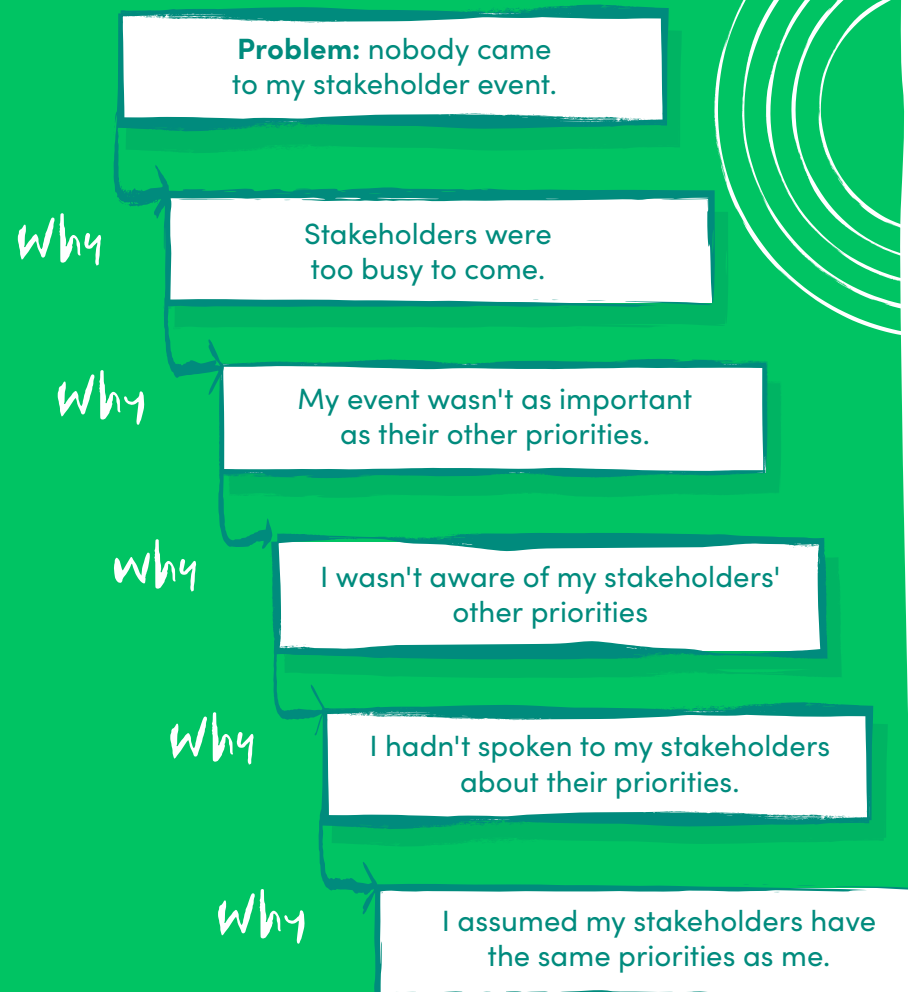 Problem: nobody came
to my stakeholder event.
Why
Stakeholders were
too busy to come.
Why
My event wasn't as important
as their other priorities.
Why
I wasn't aware of my stakeholders'
other priorities
Why
I hadn't spoken to my stakeholders
about their priorities.
Why
I assumed my stakeholders have
the same priorities as me.